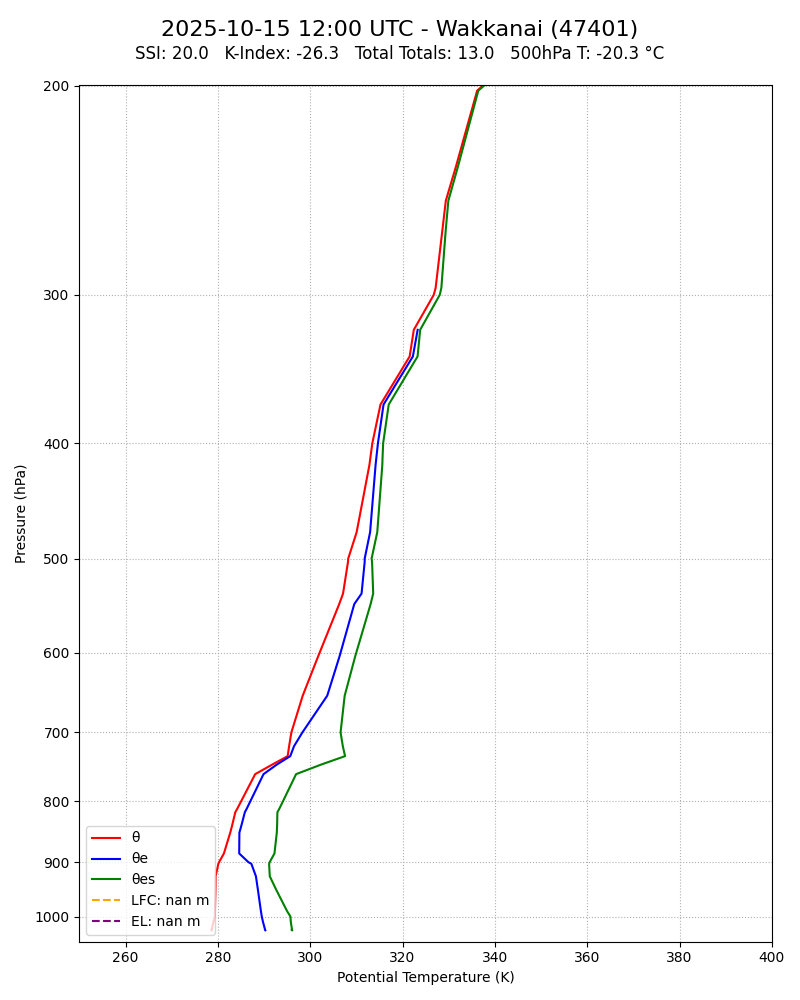 2025-10-15 12:00 UTC - Wakkanai (47401)
SSI: 20.0   K-Index: -26.3   Total Totals: 13.0   500hPa T: -20.3 °C
200
300
400
500
600
700
800
900
1000
Pressure (hPa)
θ
θe
θes
LFC: nan m
EL: nan m
260 280 300 320 340 360 380 400
Potential Temperature (K)